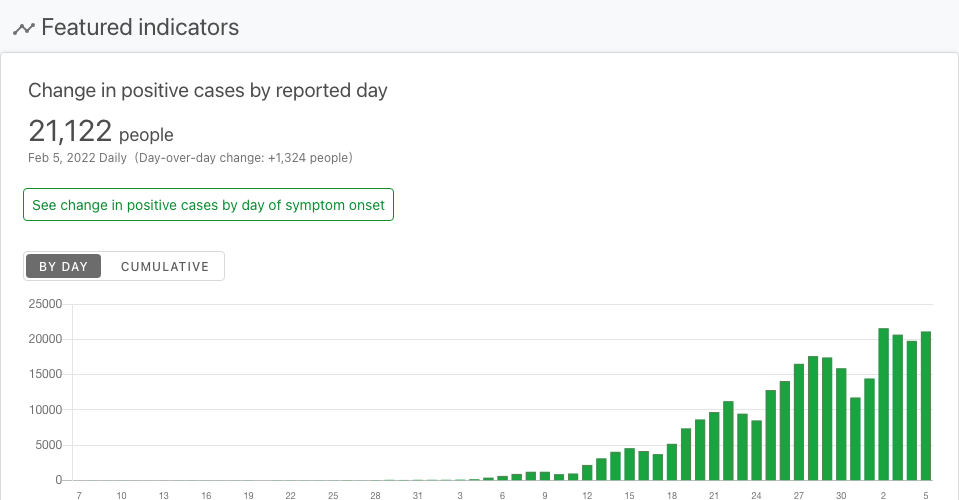 Featured indicators
Change in positive cases by reported day
21,122 people
Feb 5, 2022 Daily (Day-over-day change: +1,324 people)
See change in positive cases by day of symptom onset
BY DAY CUMULATIVE
25000
20000
15000
10000
5000
0
7 10 13 16 19 22 25 28 31 3 6 9 12 15 18 21 24 27 30 2 5